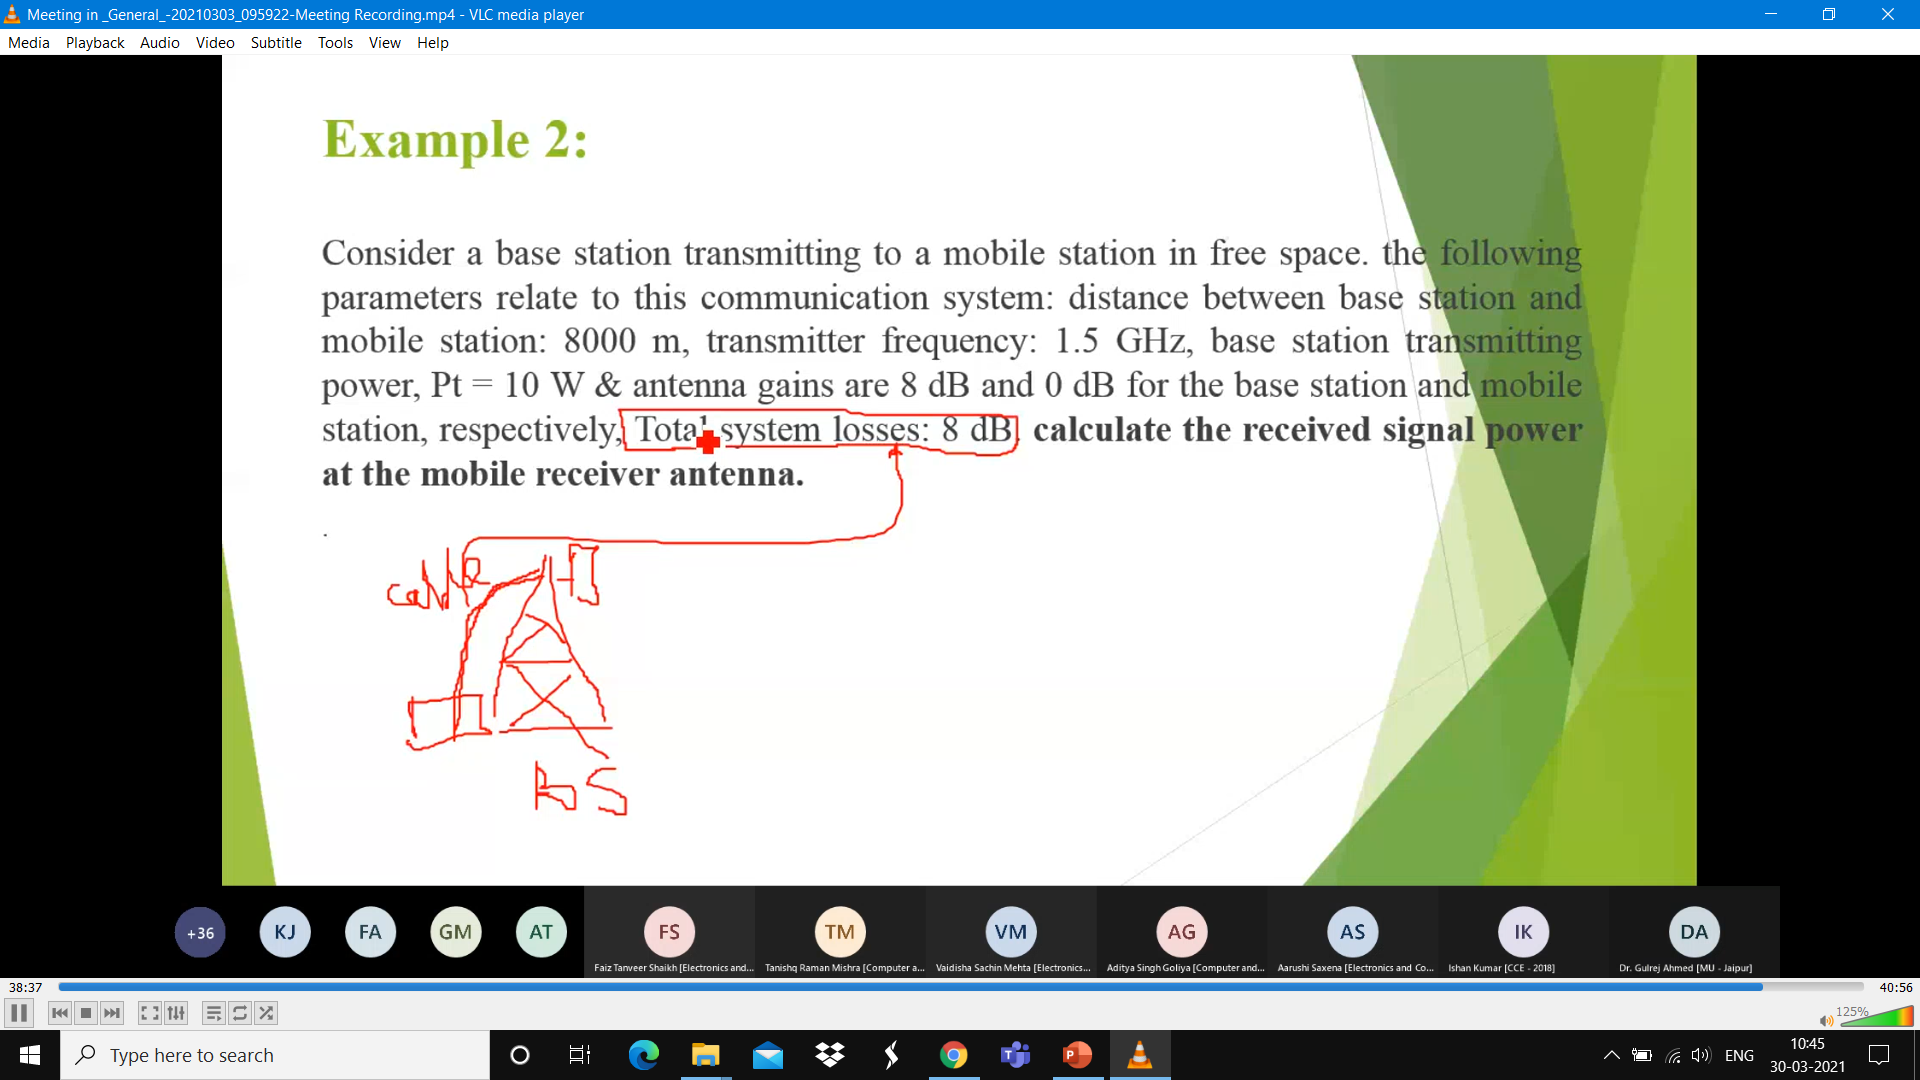 Meeting in _General_-20210303_095922-Meeting Recording.mp4 - VLC media player
Media Playback Audio Video Subtitle Tools View Help
Example 2:
Consider a base station transmitting to a mobile station in free space. the following
parameters relate to this communication system: distance between base station and
mobile station: 8000 m, transmitter frequency: 1.5 GHz, base station transmitting
power, Pt = 10 W & antenna gains are 8 dB and 0 dB for the base station and mobile
station, respectively, Total system losses: 8 dB. calculate the received signal power
at the mobile receiver antenna.
.
BS
+36 KJ FA GM AT FS TM VM AG AS IK DA
Faiz Tanveer Shaikh [Electronics and... Tanishq Raman Mishra [Computer a... Vaidisha Sachin Mehta [Electronics... Aditya Singh Goliya [Computer and... Aarushi Saxena [Electronics and Co... Ishan Kumar [CCE - 2018] Dr. Gulrej Ahmed [MU - Jaipur]
38:37 40:56
125%
Type here to search
ENG
10:45
30-03-2021